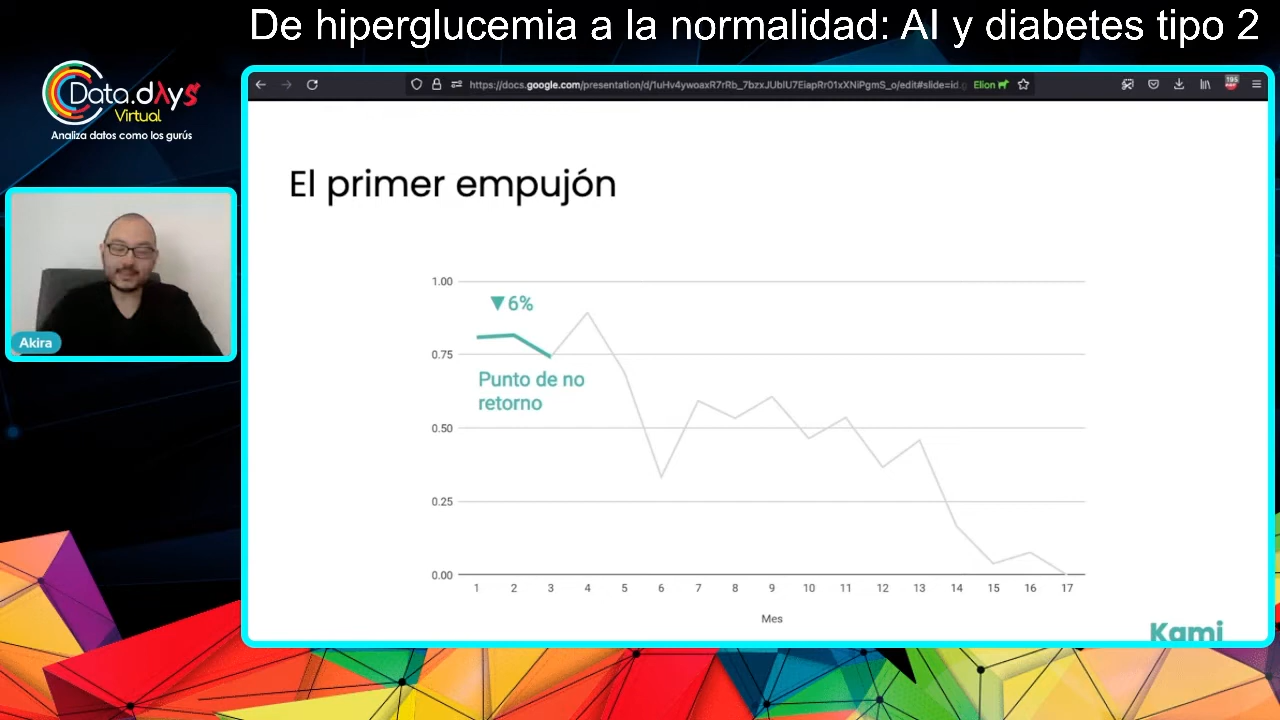 De hiperglucemia a la normalidad: AI y diabetes tipo 2
Data.dAys
Virtual
Analiza datos como los gurús
Akira
https://docs.google.com/presentation/d/1uHv4ywoaxR7rRb_7bzxJUblU7EiapRr01xXNiPgmS_o/edit#slide=id.g
Elion
195
El primer empujón
1.00
▼6%
0.75
Punto de no
retorno
0.50
0.25
0.00
1 2 3 4 5 6 7 8 9 10 11 12 13 14 15 16 17
Mes
Kami